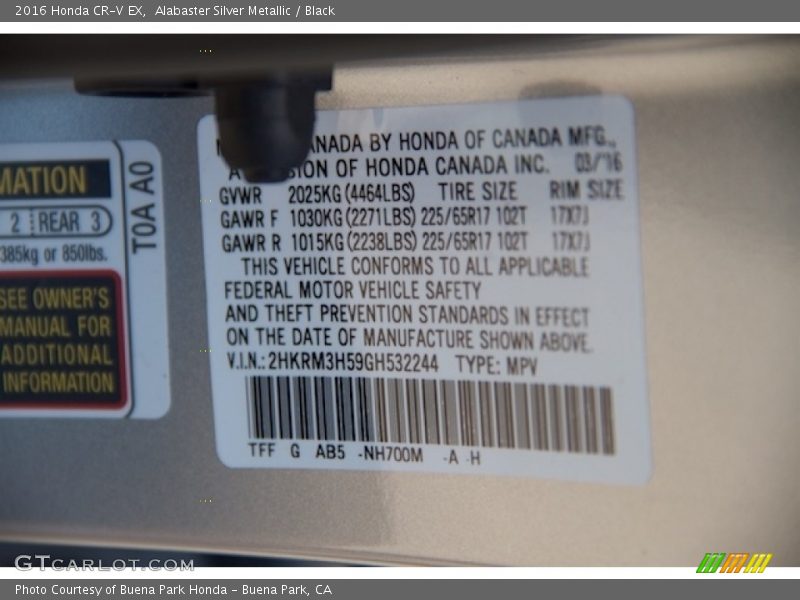 2016 Honda CR-V EX, Alabaster Silver Metallic / Black
MATION
2 REAR 3
385kg or 850lbs.
SEE OWNER'S
MANUAL FOR
ADDITIONAL
INFORMATION
T0A A0
ANADA BY HONDA OF CANADA MFG.,
A SION OF HONDA CANADA INC. 03/'16
GVWR 2025KG (4464LBS) TIRE SIZE RIM SIZE
GAWR F 1030KG (2271LBS) 225/65R17 102T 17X7J
GAWR R 1015KG (2238LBS) 225/65R17 102T 17X7J
THIS VEHICLE CONFORMS TO ALL APPLICABLE
FEDERAL MOTOR VEHICLE SAFETY
AND THEFT PREVENTION STANDARDS IN EFFECT
ON THE DATE OF MANUFACTURE SHOWN ABOVE.
V.I.N.: 2HKRM3H59GH532244 TYPE: MPV
TFF G AB5 -NH700M -A -H
GTCARLOT.COM
Photo Courtesy of Buena Park Honda - Buena Park, CA